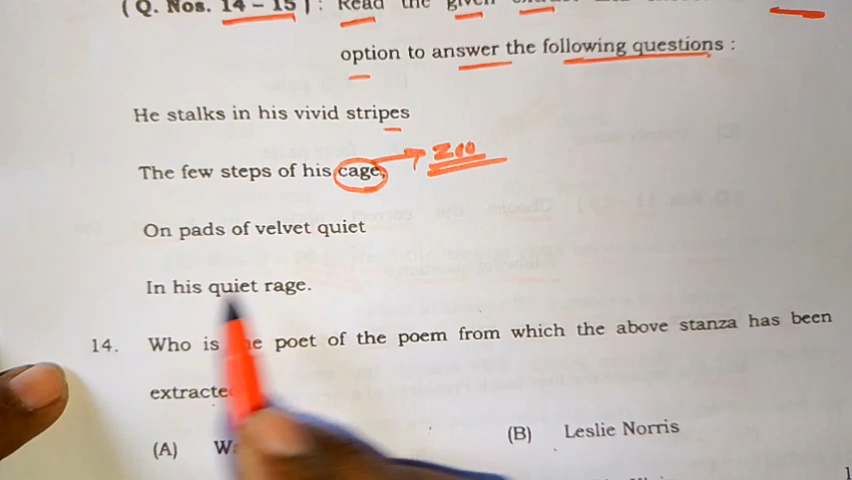 ( Q. Nos. 14 - 15 ) : Read the given
option to answer the following questions :
He stalks in his vivid stripes
The few steps of his cage, Zoo
On pads of velvet quiet
In his quiet rage.
14. Who is the poet of the poem from which the above stanza has been
extracted
(A) (B) Leslie Norris